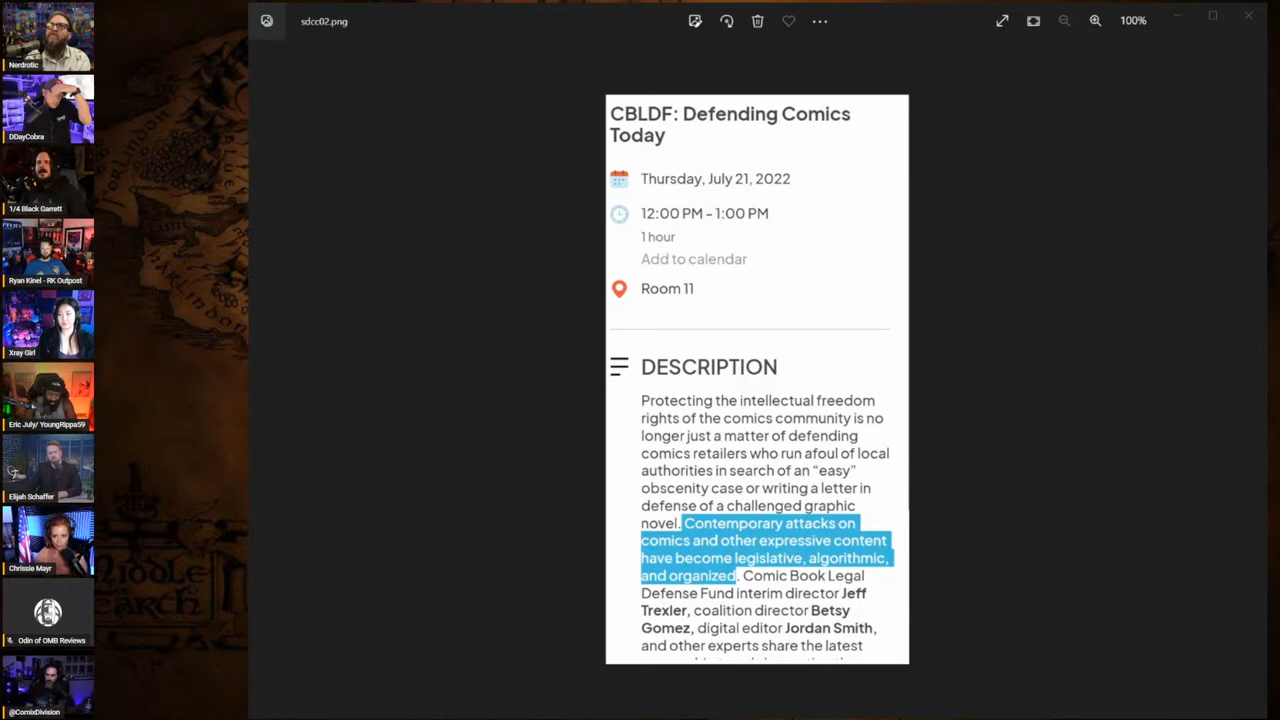 Nerdrotic
DDayCobra
1/4 Black Garrett
Ryan Kinel - RK Outpost
Xray Girl
Eric July/ YoungRippa59
Elijah Schaffer
Chrissie Mayr
Odin of OMB Reviews
@ComixDivision
sdcc02.png
100%
CBLDF: Defending Comics
Today
Thursday, July 21, 2022
12:00 PM - 1:00 PM
1 hour
Add to calendar
Room 11
DESCRIPTION
Protecting the intellectual freedom
rights of the comics community is no
longer just a matter of defending
comics retailers who run afoul of local
authorities in search of an “easy”
obscenity case or writing a letter in
defense of a challenged graphic
novel. Contemporary attacks on
comics and other expressive content
have become legislative, algorithmic,
and organized. Comic Book Legal
Defense Fund interim director Jeff
Trexler, coalition director Betsy
Gomez, digital editor Jordan Smith,
and other experts share the latest
MIDDLE
EARTH